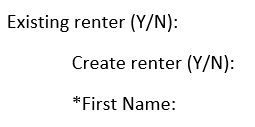 Existing renter (Y/N):
Create renter (Y/N):
*First Name: